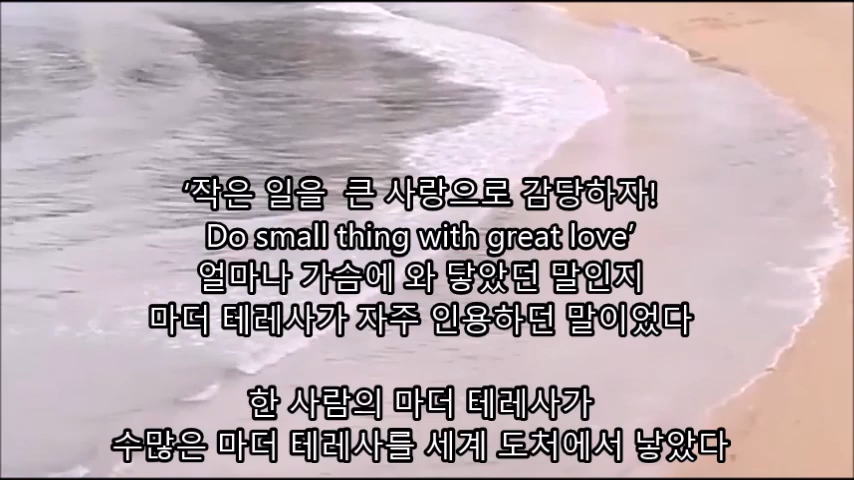 ‘작은 일을 큰 사랑으로 감당하자!
Do small thing with great love’
얼마나 가슴에 와 닿았던 말인지
마더 테레사가 자주 인용하던 말이었다
한 사람의 마더 테레사가
수많은 마더 테레사를 세계 도처에서 낳았다